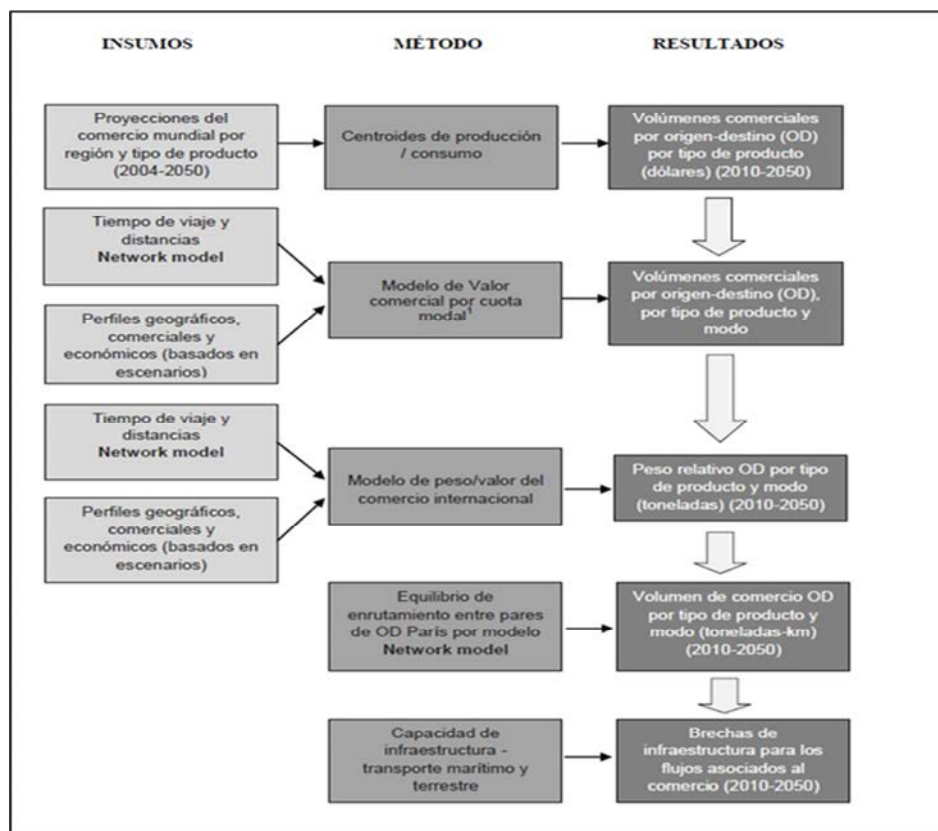 INSUMOS
MÉTODO
RESULTADOS
Proyecciones del
comercio mundial por
región y tipo de producto
(2004-2050)
Centroides de producción
/ consumo
Volúmenes comerciales
por origen-destino (OD)
por tipo de producto
(dólares) (2010-2050)
Tiempo de viaje y
distancias
Network model
Perfiles geográficos,
comerciales y
económicos (basados en
escenarios)
Modelo de Valor
comercial por cuota
modal¹
Volúmenes comerciales
por origen-destino (OD),
por tipo de producto y
modo
Tiempo de viaje y
distancias
Network model
Perfiles geográficos,
comerciales y
económicos (basados en
escenarios)
Modelo de peso/valor del
comercio internacional
Peso relativo OD por tipo
de producto y modo
(toneladas) (2010-2050)
Equilibrio de
enrutamiento entre pares
de OD París por modelo
Network model
Volumen de comercio OD
por tipo de producto y
modo (toneladas-km)
(2010-2050)
Capacidad de
infraestructura -
transporte marítimo y
terrestre
Brechas de
infraestructura para los
flujos asociados al
comercio (2010-2050)